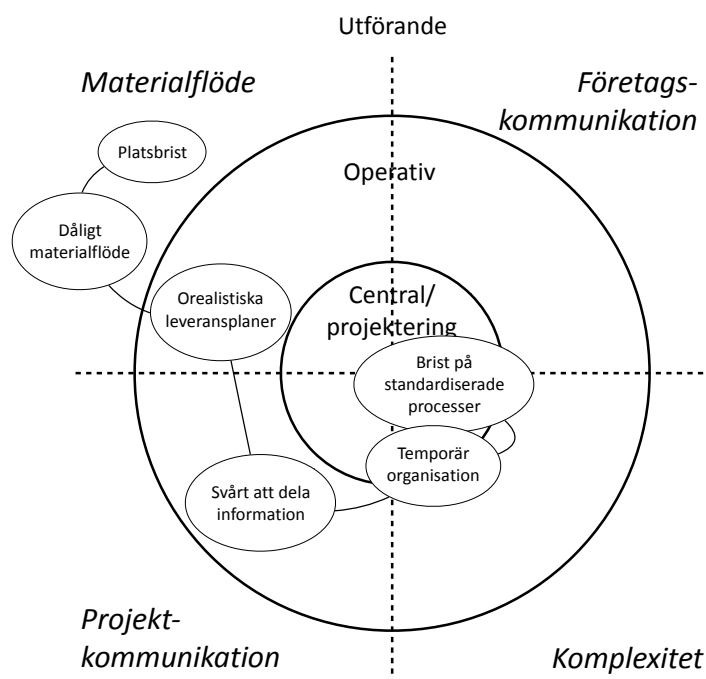 Utförande
Materialflöde
Företags-
kommunikation
Platsbrist
Operativ
Dåligt
materialflöde
Orealistiska
leveransplaner
Central/
projektering
Brist på
standardiserade
processer
Temporär
organisation
Svårt att dela
information
Projekt-
kommunikation
Komplexitet